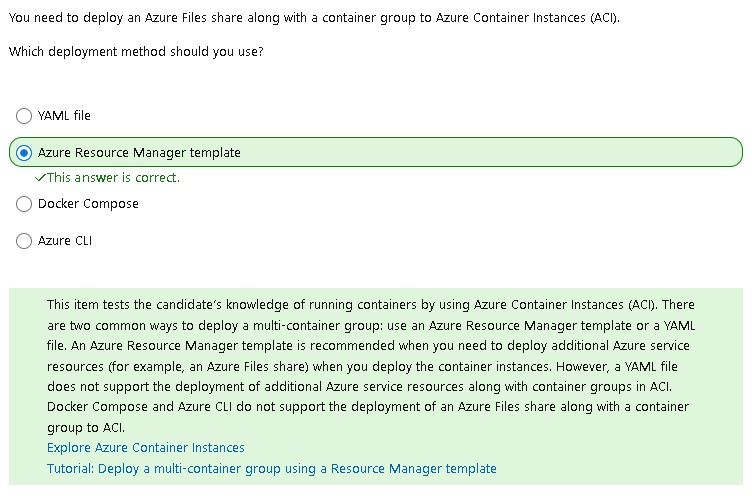 You need to deploy an Azure Files share along with a container group to Azure Container Instances (ACI).
Which deployment method should you use?
YAML file
Azure Resource Manager template
✓This answer is correct.
Docker Compose
Azure CLI
This item tests the candidate's knowledge of running containers by using Azure Container Instances (ACI). There
are two common ways to deploy a multi-container group: use an Azure Resource Manager template or a YAML
file. An Azure Resource Manager template is recommended when you need to deploy additional Azure service
resources (for example, an Azure Files share) when you deploy the container instances. However, a YAML file
does not support the deployment of additional Azure service resources along with container groups in ACI.
Docker Compose and Azure CLI do not support the deployment of an Azure Files share along with a container
group to ACI.
Explore Azure Container Instances
Tutorial: Deploy a multi-container group using a Resource Manager template